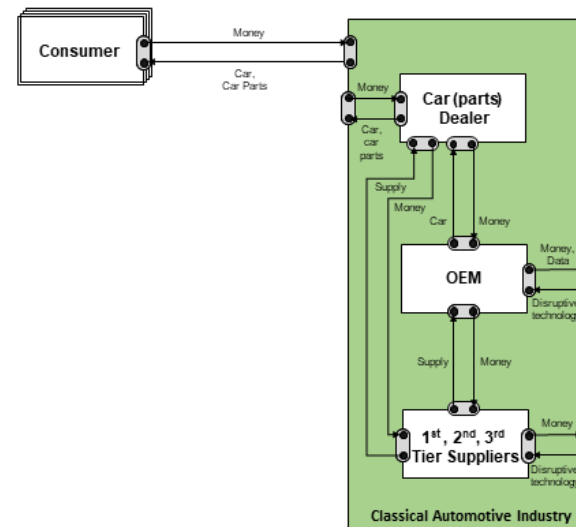 Money
Consumer
Car,
Car Parts
Money
Car (parts)
Dealer
Car,
car
parts
Supply
Money
Car
Money
Money,
Data
OEM
Disruptive
technology
Supply
Money
Money
1st, 2nd, 3rd
Tier Suppliers
Disruptive
technology
Classical Automotive Industry